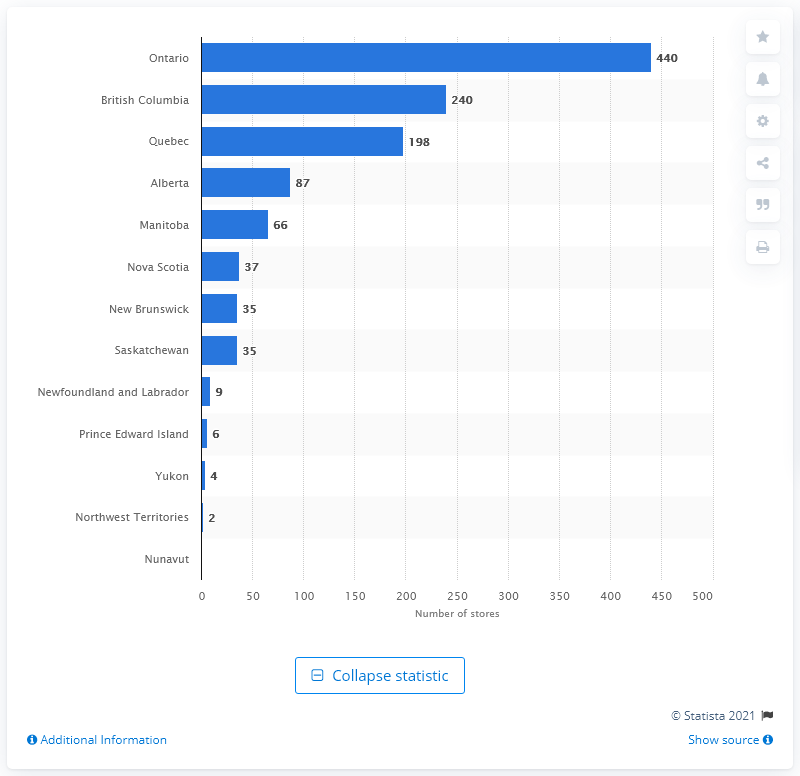 Ontario 440
British Columbia 240
Quebec 198
Alberta 87
Manitoba 66
Nova Scotia 37
New Brunswick 35
Saskatchewan 35
Newfoundland and Labrador 9
Prince Edward Island 6
Yukon 4
Northwest Territories 2
Nunavut
0 50 100 150 200 250 300 350 400 450 500
Number of stores
Collapse statistic
© Statista 2021
Additional Information
Show source